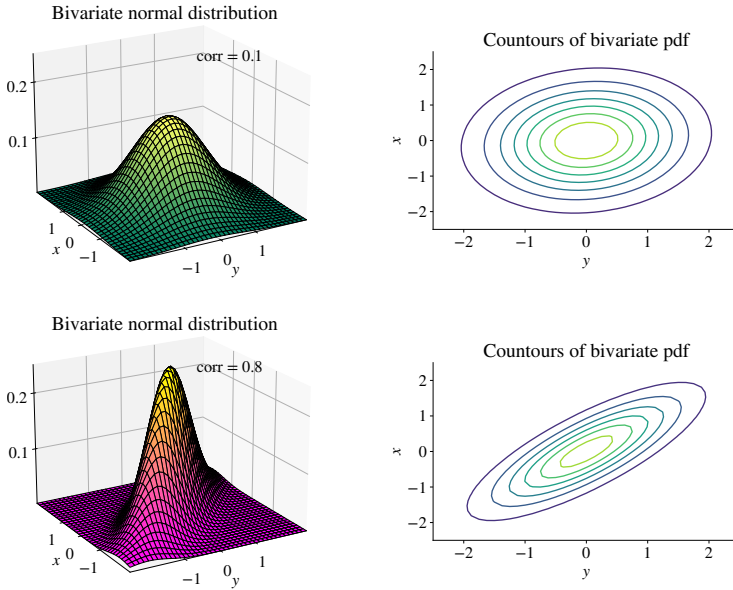 Bivariate normal distribution
corr = 0.1
0.2
0.1
1
0
−1
x
−1
0
1
y
Countours of bivariate pdf
2
1
0
−1
−2
x
−2
−1
0
1
2
y
Bivariate normal distribution
corr = 0.8
0.2
0.1
1
0
−1
x
−1
0
1
y
Countours of bivariate pdf
2
1
0
−1
−2
x
−2
−1
0
1
2
y